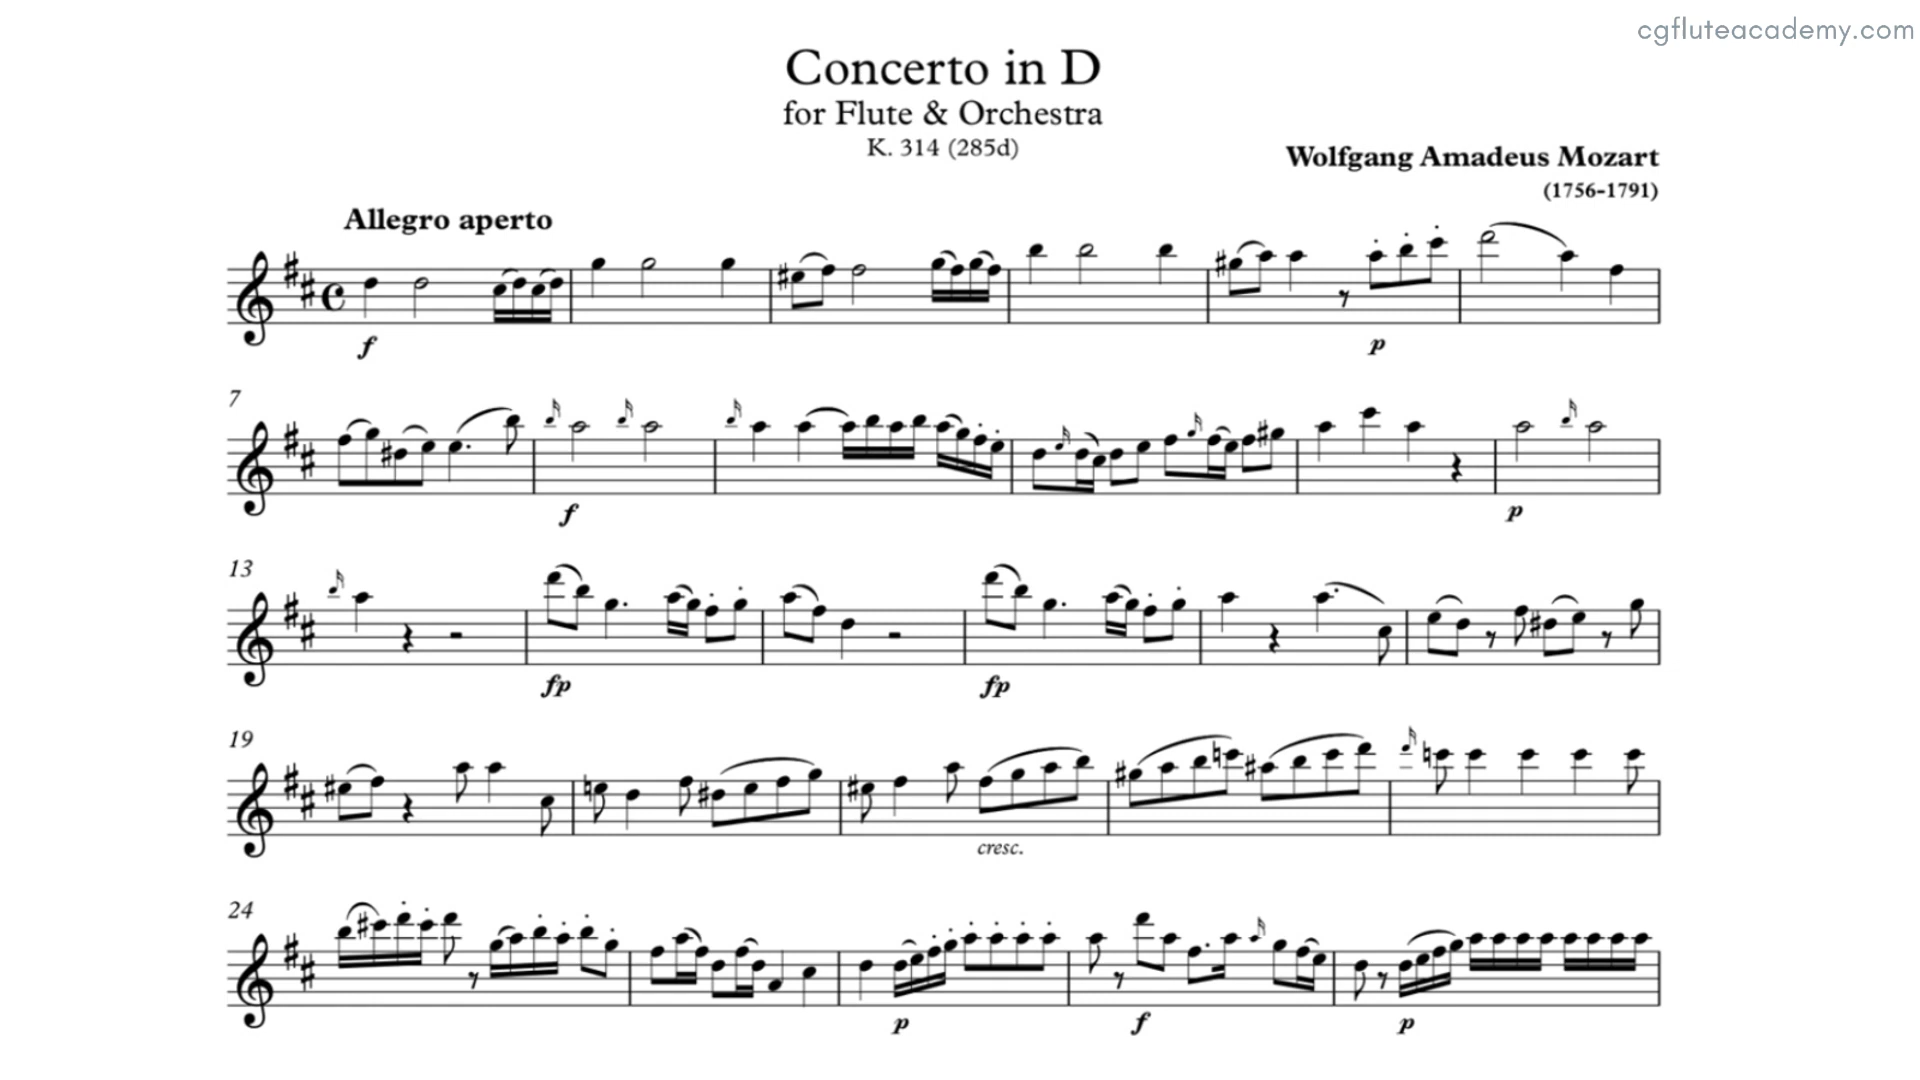 cgfluteacademy.com
Concerto in D
for Flute & Orchestra
K. 314 (285d)
Wolfgang Amadeus Mozart
(1756-1791)
Allegro aperto
f
p
7
f
p
13
fp
fp
19
cresc.
24
p
f
p